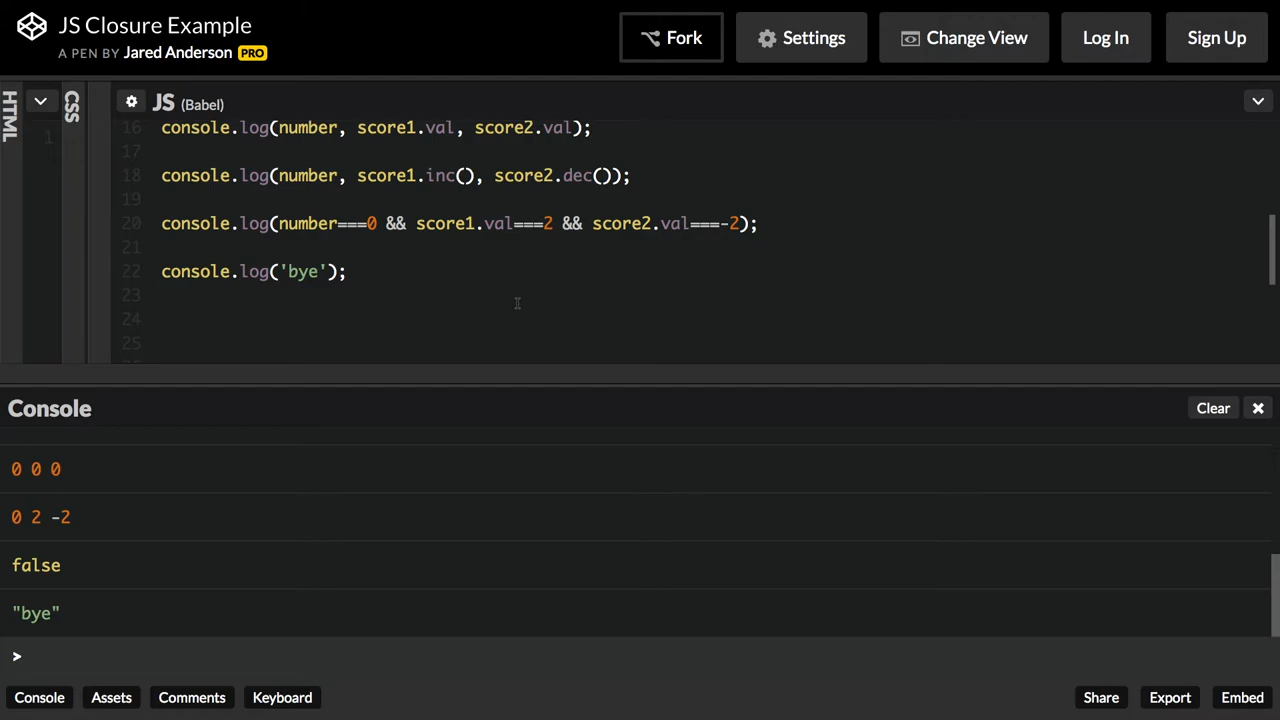 JS Closure Example
A PEN BY Jared Anderson PRO
Fork
Settings
Change View
Log In
Sign Up
HTML
1
CSS
JS (Babel)
16 console.log(number, score1.val, score2.val);
17
18 console.log(number, score1.inc(), score2.dec());
19
20 console.log(number===0 && score1.val===2 && score2.val===-2);
21
22 console.log('bye');
23
24
25
Console
Clear
0 0 0
0 2 -2
false
"bye"
>
Console
Assets
Comments
Keyboard
Share
Export
Embed